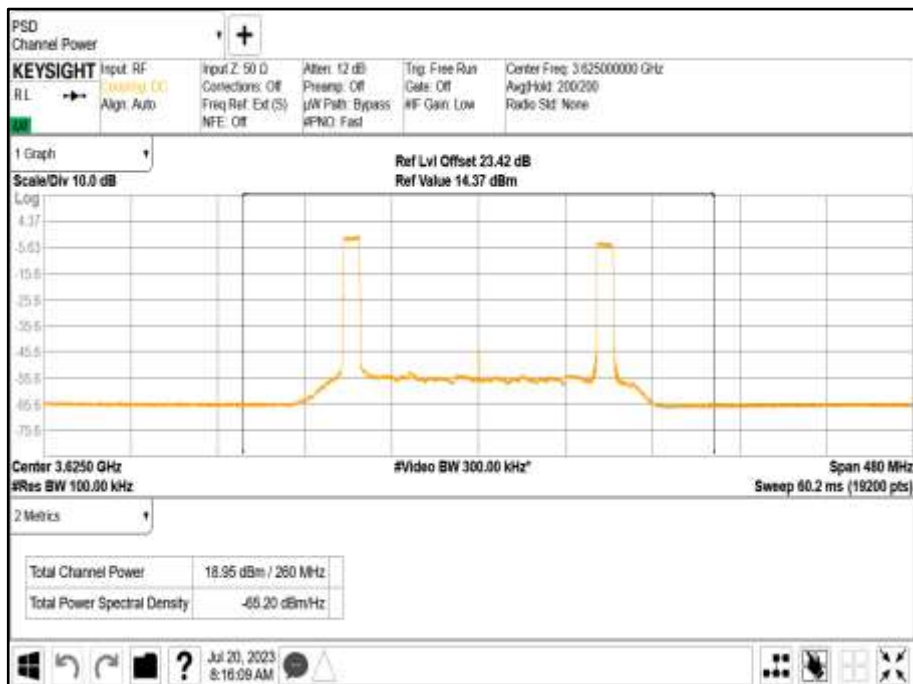 PSD
Channel Power
KEYSIGHT
RL
Input: RF
Coupling: DC
Align: Auto
Input Z: 50 Ω
Corrections: Off
Freq Ref: Ext (S)
NFE: Off
Atten: 12 dB
Preamp: Off
µW Path: Bypass
#PNO: Fast
Trig: Free Run
Gate: Off
#IF Gain: Low
Center Freq: 3.625000000 GHz
Avg|Hold: 200/200
Radio Std: None
1 Graph
Scale/Div 10.0 dB
Ref Lvl Offset 23.42 dB
Ref Value 14.37 dBm
Log
4.37
-5.63
-15.6
-25.6
-35.6
-45.6
-55.6
-65.6
-75.6
Center 3.6250 GHz
#Video BW 300.00 kHz*
Span 480 MHz
#Res BW 100.00 kHz
Sweep 60.2 ms (19200 pts)
2 Metrics
Total Channel Power 18.95 dBm / 260 MHz
Total Power Spectral Density -65.20 dBm/Hz
?
Jul 20, 2023
8:16:09 AM